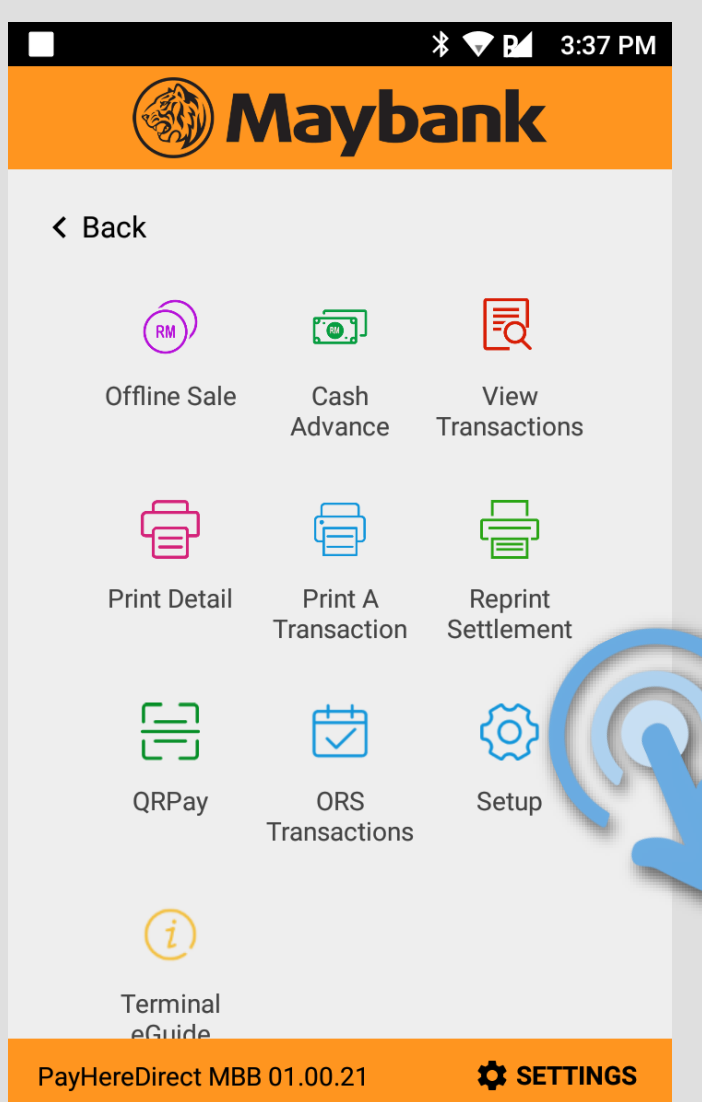 3:37 PM
Maybank
Back
RM
RM
Offline Sale
Cash
Advance
View
Transactions
Print Detail
Print A
Transaction
Reprint
Settlement
QRPay
ORS
Transactions
Setup
i
Terminal
eGuide
PayHereDirect MBB 01.00.21
SETTINGS